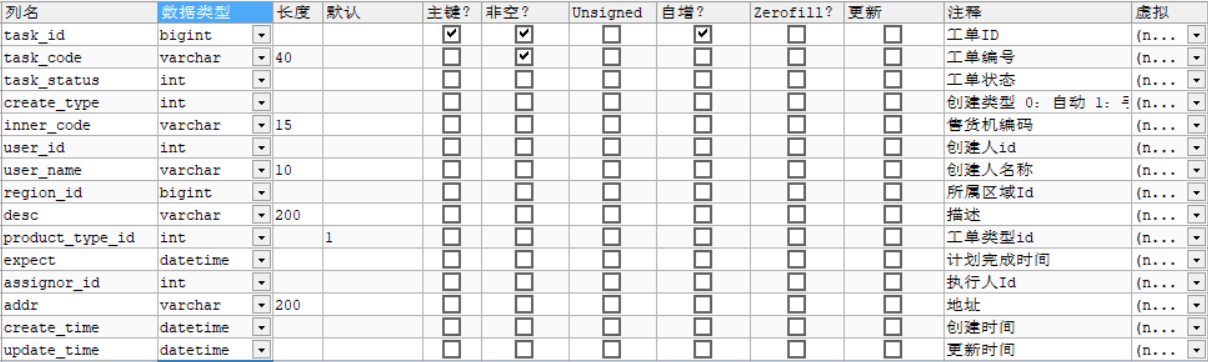 列名 数据类型 长度 默认 主键? 非空? Unsigned 自增? Zerofill? 更新 注释 虚拟
task_id bigint 工单ID (n...
task_code varchar 40 工单编号 (n...
task_status int 工单状态 (n...
create_type int 创建类型 0: 自动 1: (n...
inner_code varchar 15 售货机编码 (n...
user_id int 创建人id (n...
user_name varchar 10 创建人名称 (n...
region_id bigint 所属区域Id (n...
desc varchar 200 描述 (n...
product_type_id int 1 工单类型id (n...
expect datetime 计划完成时间 (n...
assignor_id int 执行人Id (n...
addr varchar 200 地址 (n...
create_time datetime 创建时间 (n...
update_time datetime 更新时间 (n...